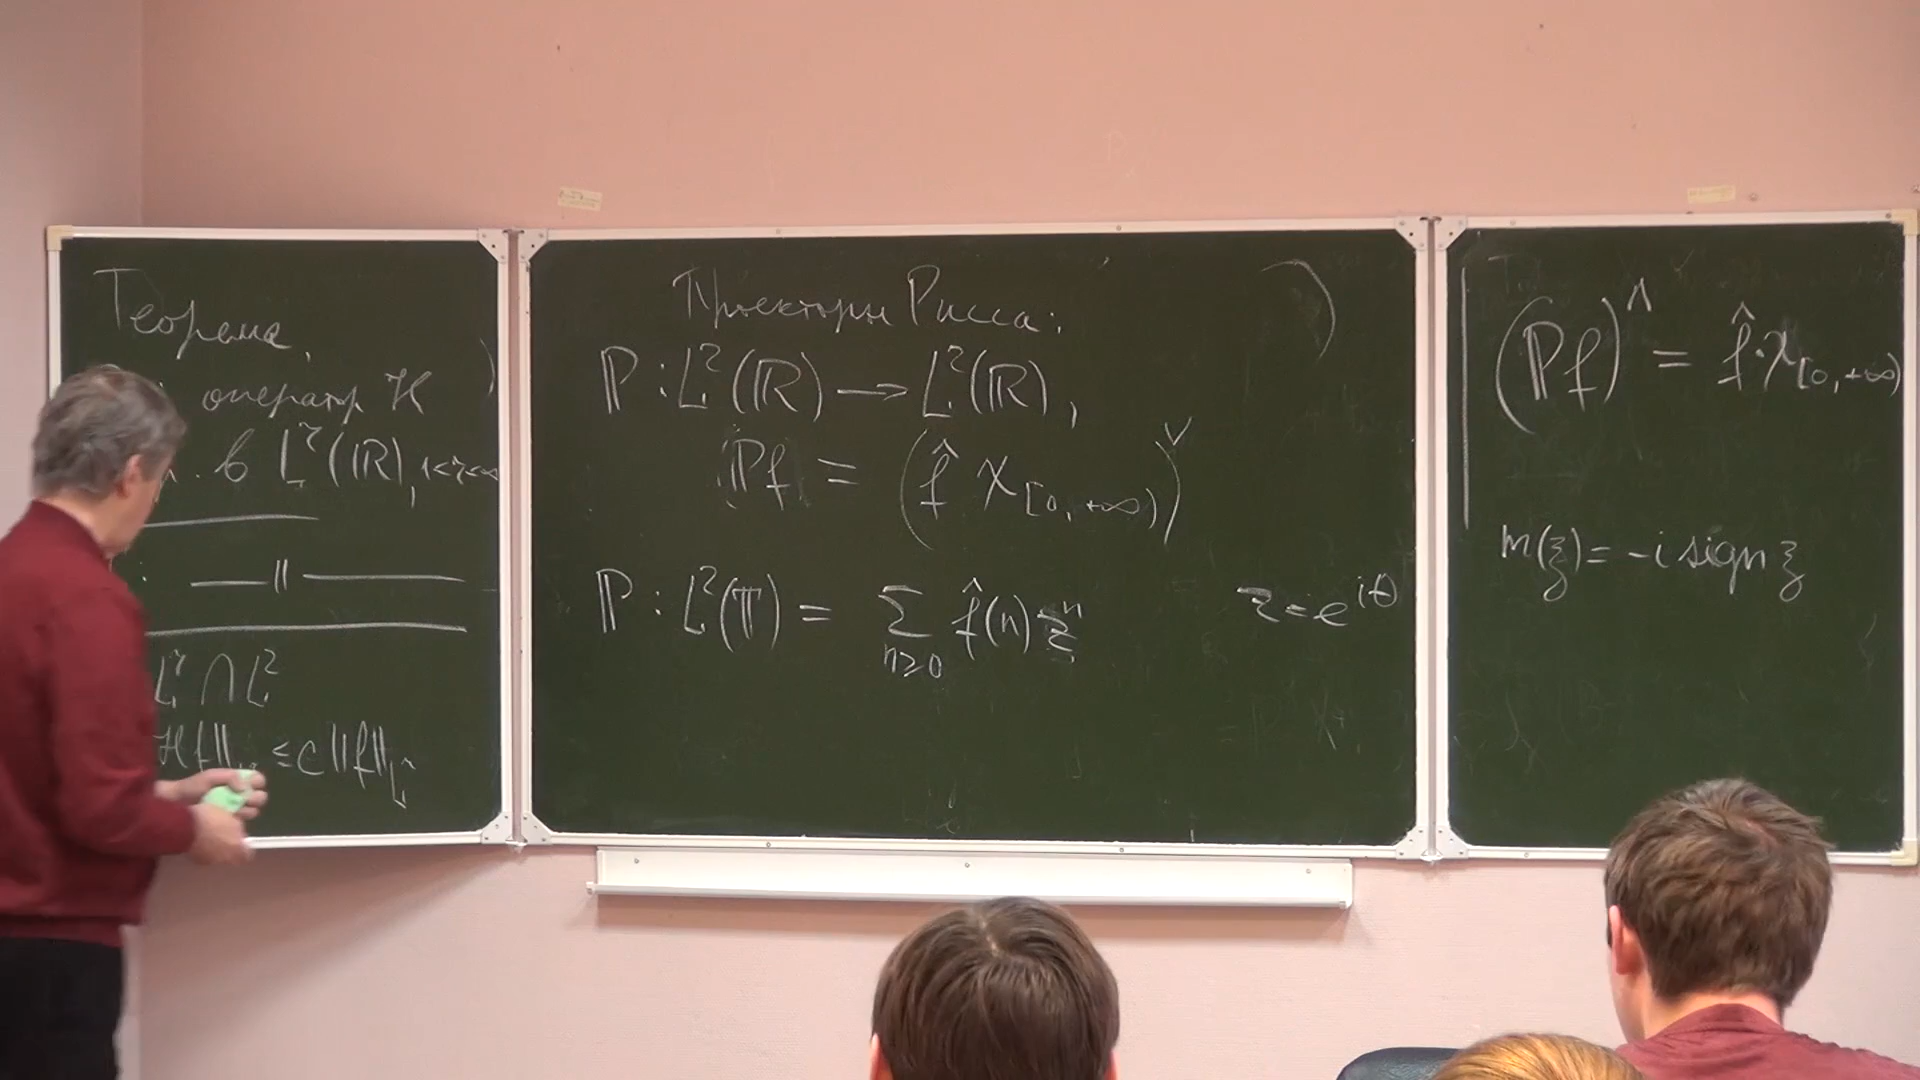 Теорема.
оператор H
в L^r(ℝ), 1<r<∞
: —— || ——
L^r ∩ L^2
Hf‖ ≤ c‖f‖_{L^r}
Проекторы Рисса:
ℙ : L^2(ℝ) → L^2(ℝ),
ℙf = (f̂ χ_{[0,+∞)})^∨
ℙ : L^2(𝕋) = ∑_{n≥0} f̂(n) z^n z = e^{iθ}
(ℙf)^∧ = f̂·χ_{[0,+∞)}
m(ξ) = -i sign ξ